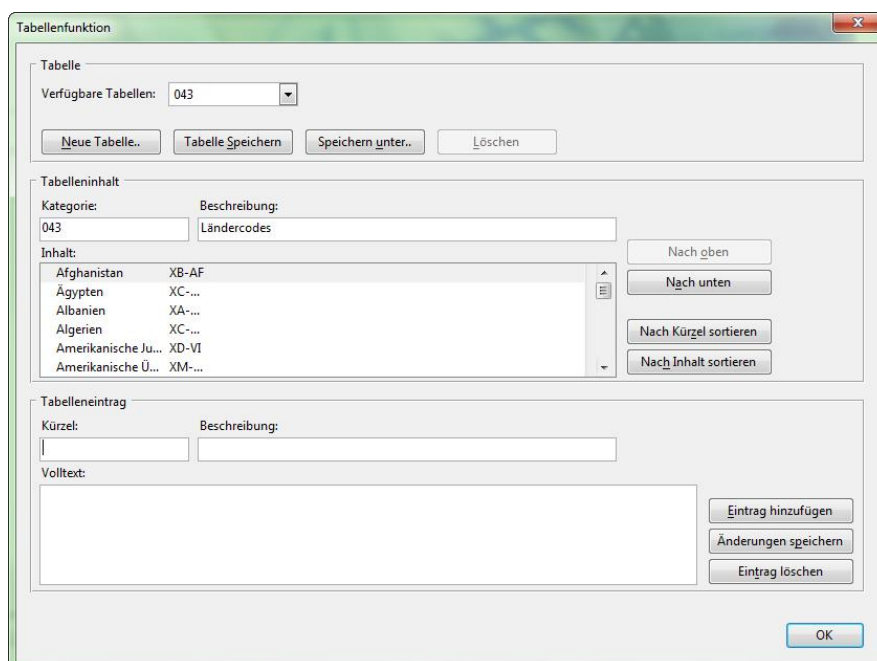 Tabellenfunktion
Tabelle
Verfügbare Tabellen: 043
Neue Tabelle.. Tabelle Speichern Speichern unter.. Löschen
Tabelleninhalt
Kategorie: Beschreibung:
043 Ländercodes
Inhalt:
Nach oben
Afghanistan XB-AF
Nach unten
Ägypten XC-...
Albanien XA-...
Algerien XC-...
Nach Kürzel sortieren
Amerikanische Ju... XD-VI
Nach Inhalt sortieren
Amerikanische Ü... XM-...
Tabelleneintrag
Kürzel: Beschreibung:
Volltext:
Eintrag hinzufügen
Änderungen speichern
Eintrag löschen
OK